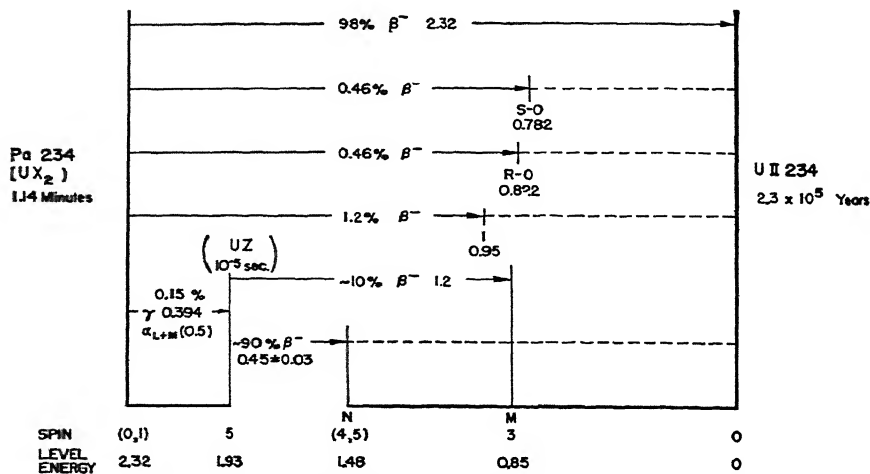 98% β⁻ 2.32
0.46% β⁻
S-O
0.782
0.46% β⁻
R-O
0.822
Pa 234
[UX₂)
1.14 Minutes
U II 234
2.3 x 10⁵ Years
1.2% β⁻
I
0.95
(UZ
10⁻⁵ sec.)
~10% β⁻ 1.2
0.15 %
γ 0.394
α L+M (0.5)
~90% β⁻
0.45±0.03
N M
SPIN (0,1) 5 (4,5) 3 0
LEVEL ENERGY 2.32 1.93 1.48 0.85 0